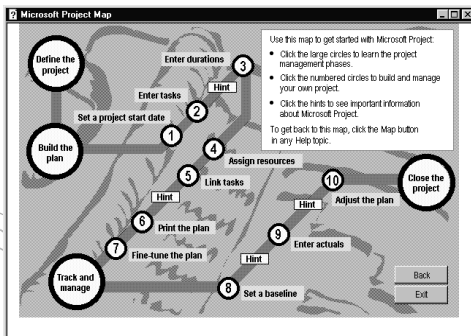 ? Microsoft Project Map
Define the
project
Build the
plan
Track and
manage
Close the
project
Set a project start date
1
Enter tasks
2
Enter durations
3
Hint
4
Assign resources
5
Link tasks
Hint
6
Print the plan
7
Fine-tune the plan
8
Set a baseline
Hint
9
Enter actuals
Hint
10
Adjust the plan
Use this map to get started with Microsoft Project:
• Click the large circles to learn the project
management phases.
• Click the numbered circles to build and manage
your own project.
• Click the hints to see important information
about Microsoft Project.
To get back to this map, click the Map button
in any Help topic.
Back
Exit